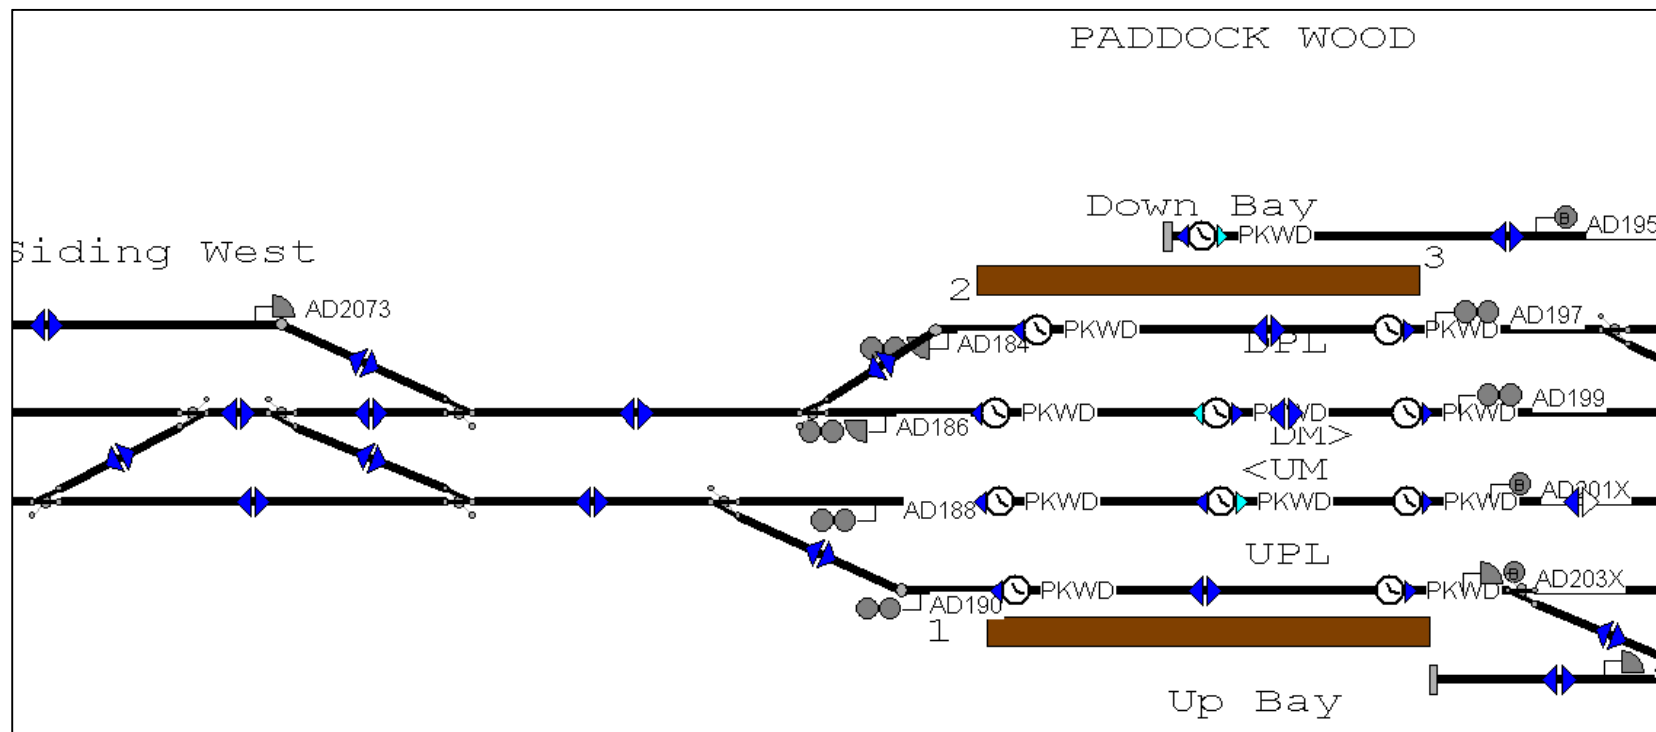 PADDOCK WOOD
Down Bay
PKWD
B
AD195
Siding West
3
2
AD2073
PKWD
PKWD
AD197
AD184
DPL
PKWD
PKWD
PKWD
AD199
AD186
DM>
<UM
PKWD
PKWD
PKWD
B
AD201X
AD188
UPL
PKWD
PKWD
B
AD203X
AD190
1
Up Bay